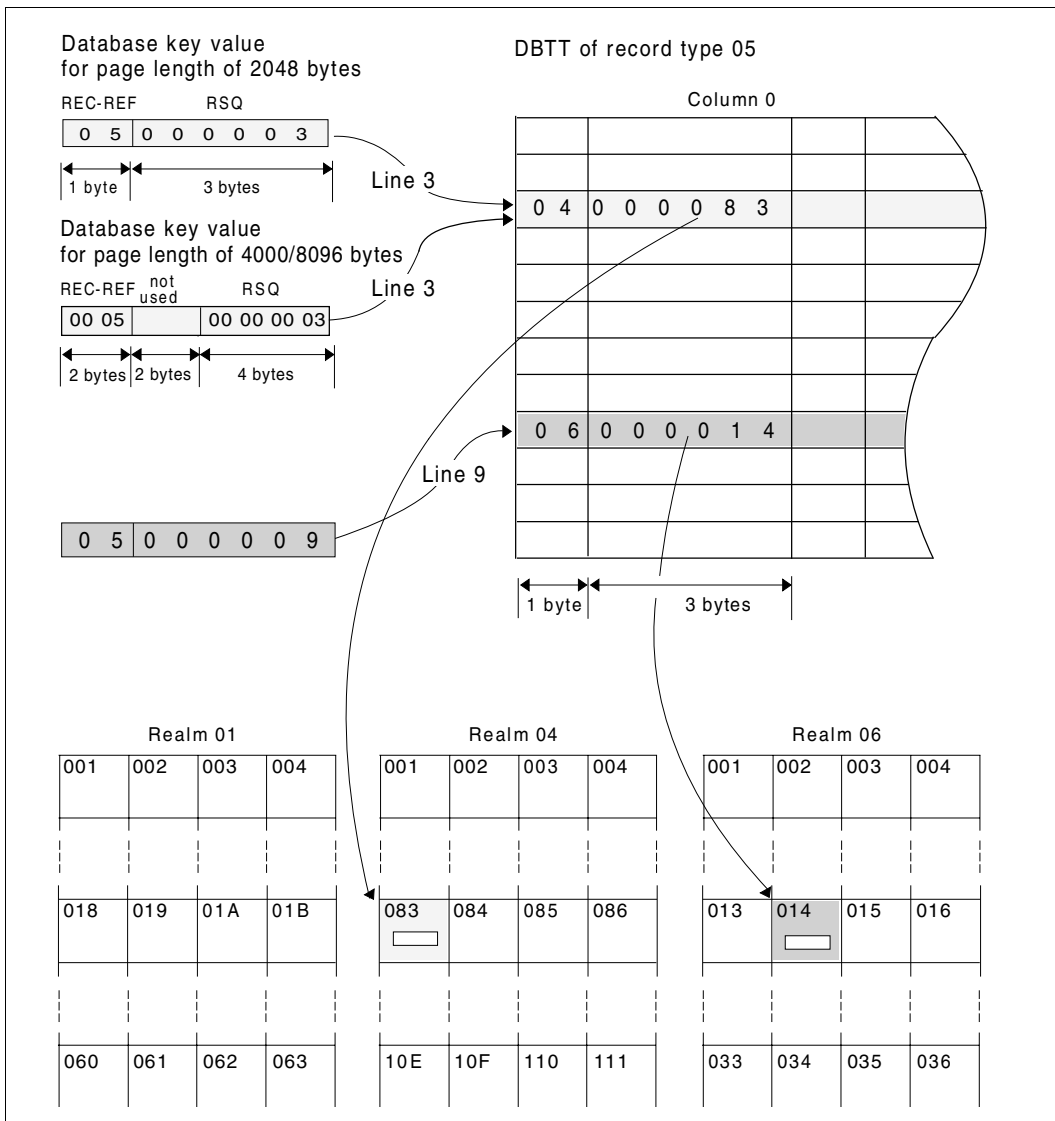 Database key value
for page length of 2048 bytes
REC-REF RSQ
0 5 0 0 0 0 0 3
1 byte 3 bytes
Line 3
Database key value
for page length of 4000/8096 bytes
REC-REF not used RSQ
00 05 00 00 00 03
2 bytes 2 bytes 4 bytes
Line 3
0 5 0 0 0 0 0 9
Line 9
DBTT of record type 05
Column 0
0 4 0 0 0 0 8 3
0 6 0 0 0 0 1 4
1 byte 3 bytes
Realm 01
001 002 003 004
018 019 01A 01B
060 061 062 063
Realm 04
001 002 003 004
083 084 085 086
10E 10F 110 111
Realm 06
001 002 003 004
013 014 015 016
033 034 035 036